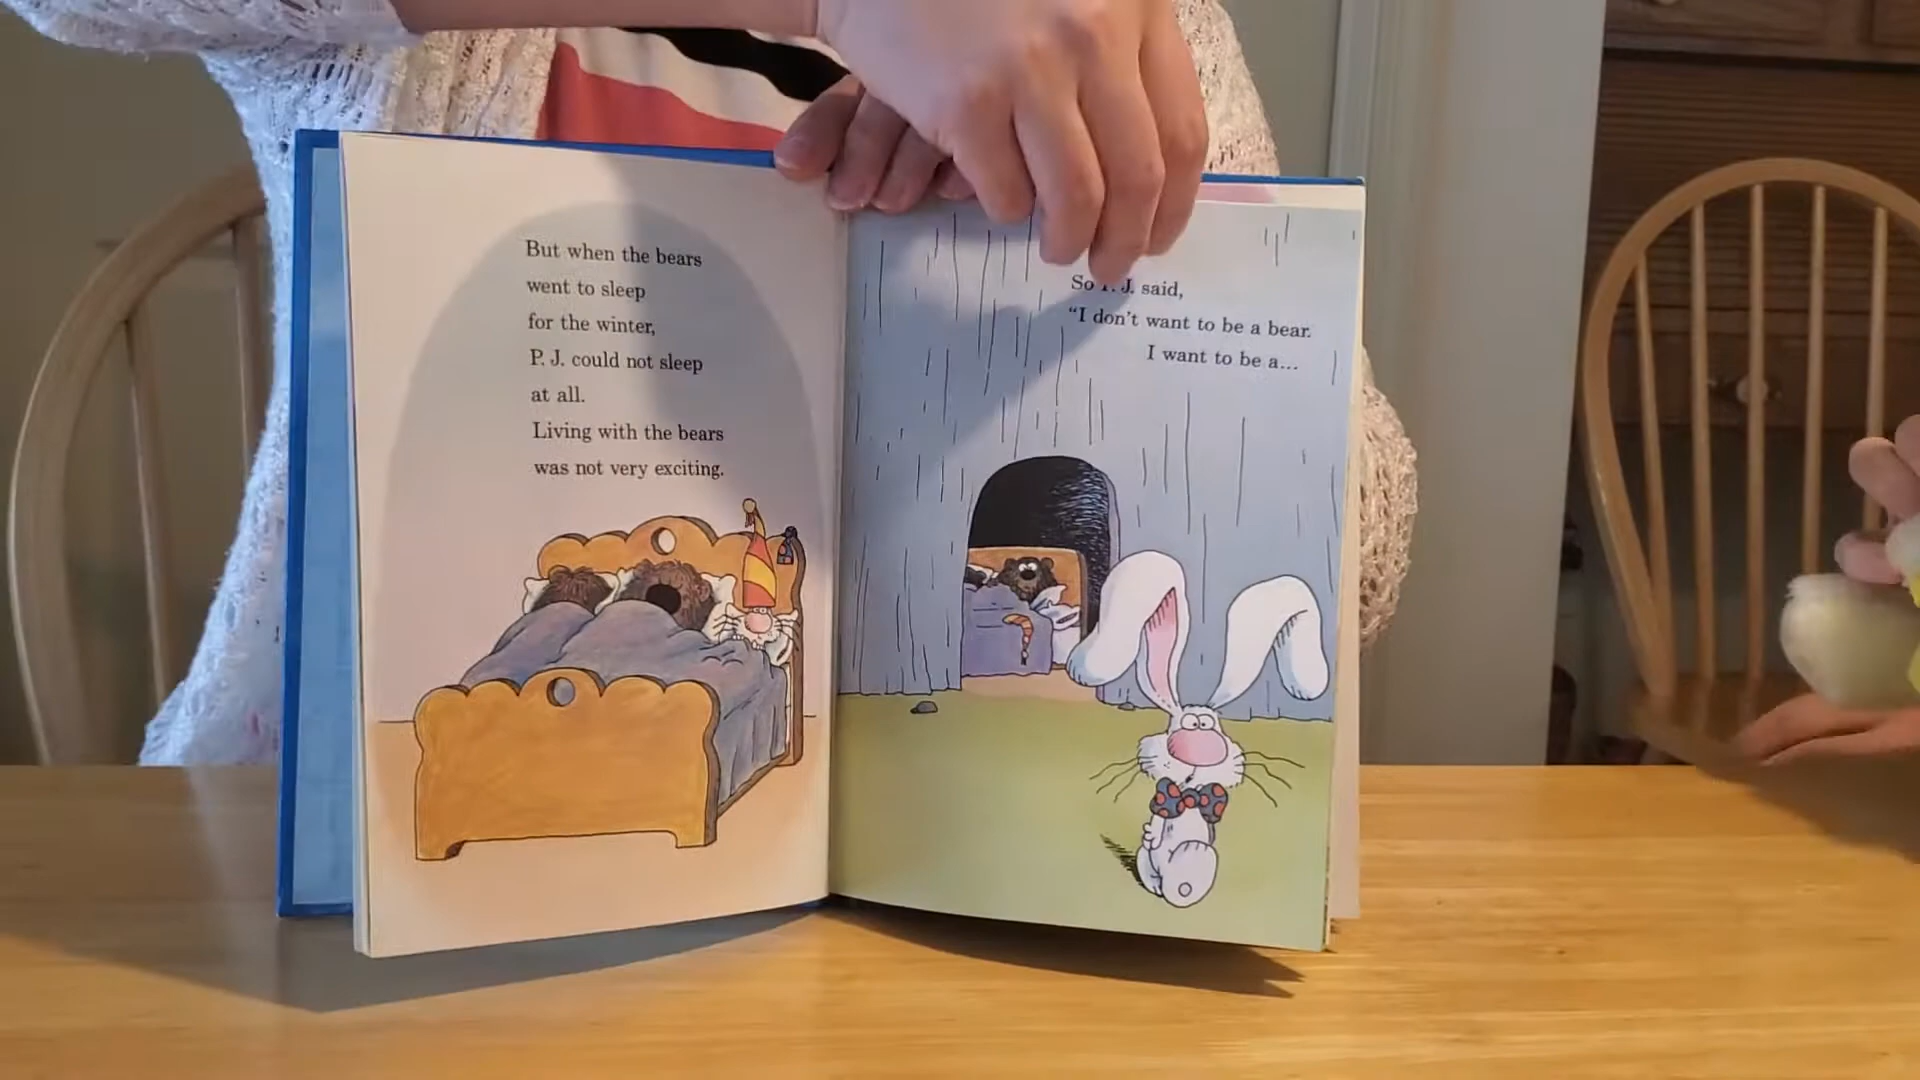 But when the bears
went to sleep
for the winter,
P. J. could not sleep
at all.
Living with the bears
was not very exciting.
So J. said,
“I don't want to be a bear.
I want to be a...